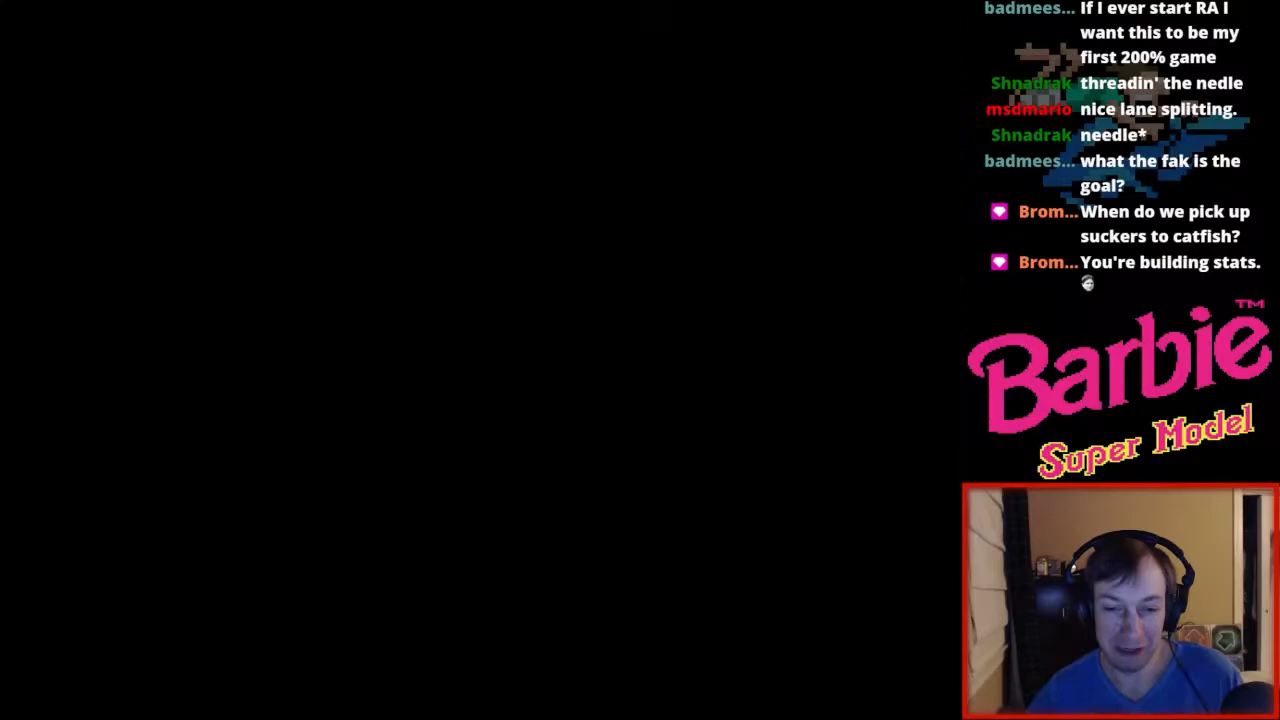 badmees... If I ever start RA I
want this to be my
first 200% game
Shnadrak threadin' the nedle
msdmario nice lane splitting.
Shnadrak needle*
badmees... what the fak is the
goal?
Brom... When do we pick up
suckers to catfish?
Brom... You're building stats.
Barbie TM
Super Model